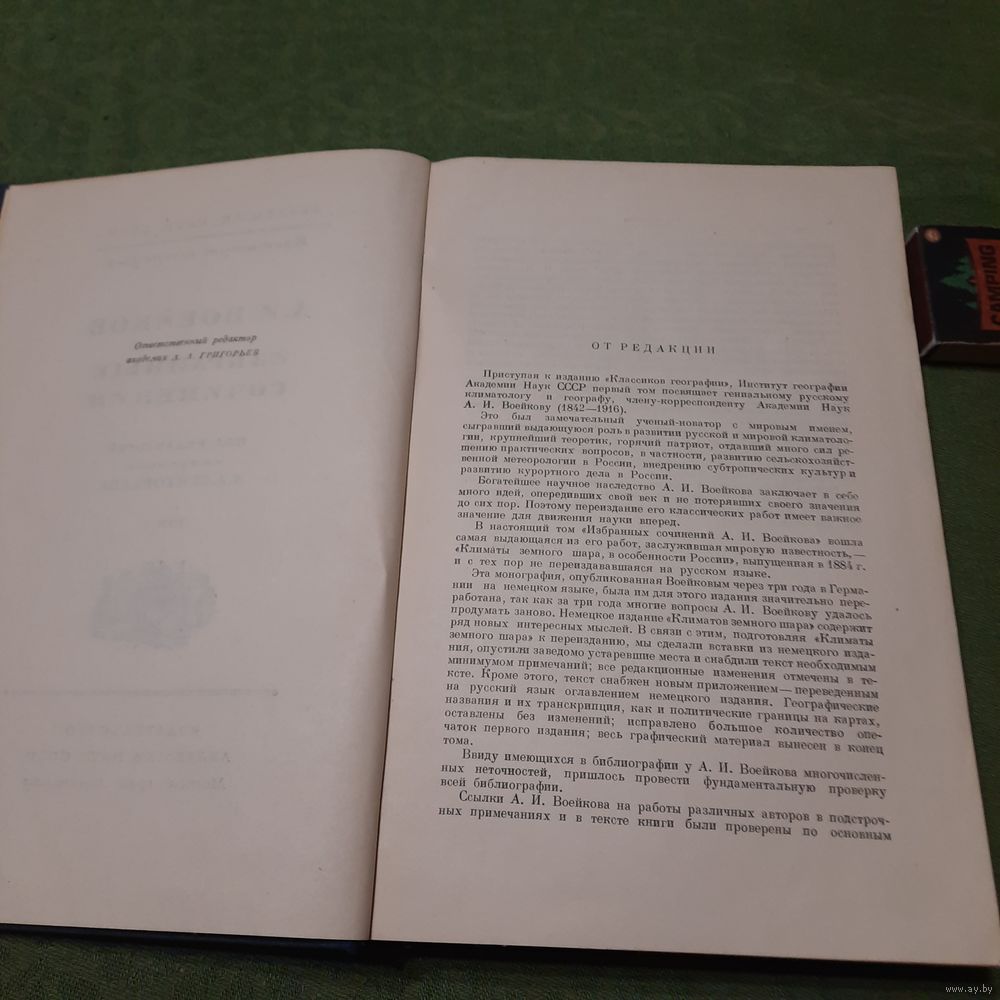 Ответственный редактор
академик А. А. ГРИГОРЬЕВ
ОТ РЕДАКЦИИ
Приступая к изданию «Классиков географии», Институт географии
Академии Наук СССР первый том посвящает гениальному русскому
климатологу и географу, члену-корреспонденту Академии Наук
А. И. Воейкову (1842—1916).
Это был замечательный ученый-новатор с мировым именем,
сыгравший выдающуюся роль в развитии русской и мировой климатоло-
гии, крупнейший теоретик, горячий патриот, отдавший много сил ре-
шению практических вопросов, в частности, развитию сельскохозяйст-
венной метеорологии в России, внедрению субтропических культур и
развитию курортного дела в России.
Богатейшее научное наследство А. И. Воейкова заключает в себе
много идей, опередивших свой век и не потерявших своего значения
до сих пор. Поэтому переиздание его классических работ имеет важное
значение для движения науки вперед.
В настоящий том «Избранных сочинений А. И. Воейкова» вошла
самая выдающаяся из его работ, заслужившая мировую известность,—
«Климаты земного шара, в особенности России», выпущенная в 1884 г.
и с тех пор не переиздававшаяся на русском языке.
Эта монография, опубликованная Воейковым через три года в Герма-
нии на немецком языке, была им для этого издания значительно пере-
работана, так как за три года многие вопросы А. И. Воейкову удалось
продумать заново. Немецкое издание «Климатов земного шара» содержит
ряд новых интересных мыслей. В связи с этим, подготовляя «Климаты
земного шара» к переизданию, мы сделали вставки из немецкого изда-
ния, опустили заведомо устаревшие места и снабдили текст необходимым
минимумом примечаний; все редакционные изменения отмечены в те-
ксте. Кроме этого, текст снабжен новым приложением—переведенным
на русский язык оглавлением немецкого издания. Географические
названия и их транскрипция, как и политические границы на картах,
оставлены без изменений; исправлено большое количество опе-
чаток первого издания; весь графический материал вынесен в конец
тома.
Ввиду имеющихся в библиографии у А. И. Воейкова многочислен-
ных неточностей, пришлось провести фундаментальную проверку
всей библиографии.
Ссылки А. И. Воейкова на работы различных авторов в подстроч-
ных примечаниях и в тексте книги были проверены по основным
CAMPING
www.ay.by